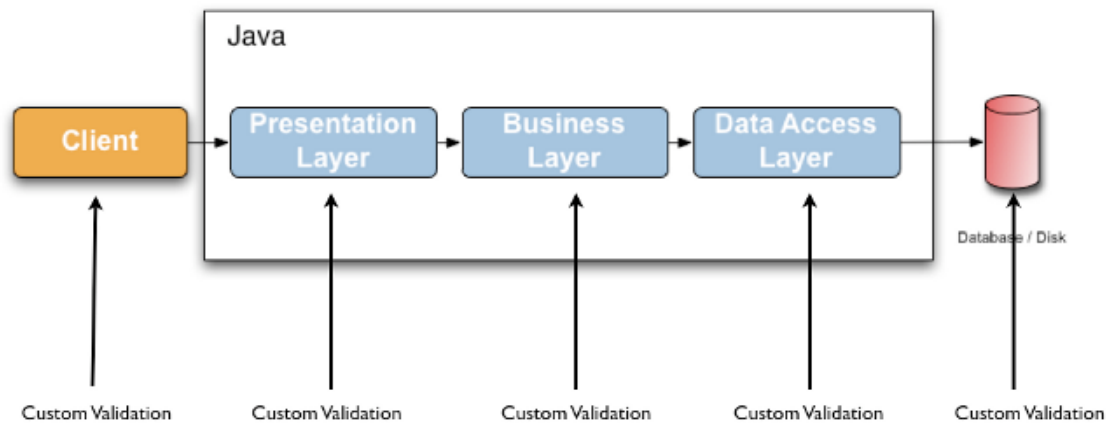 Java
Client
Presentation
Layer
Business
Layer
Data Access
Layer
Database / Disk
Custom Validation
Custom Validation
Custom Validation
Custom Validation
Custom Validation